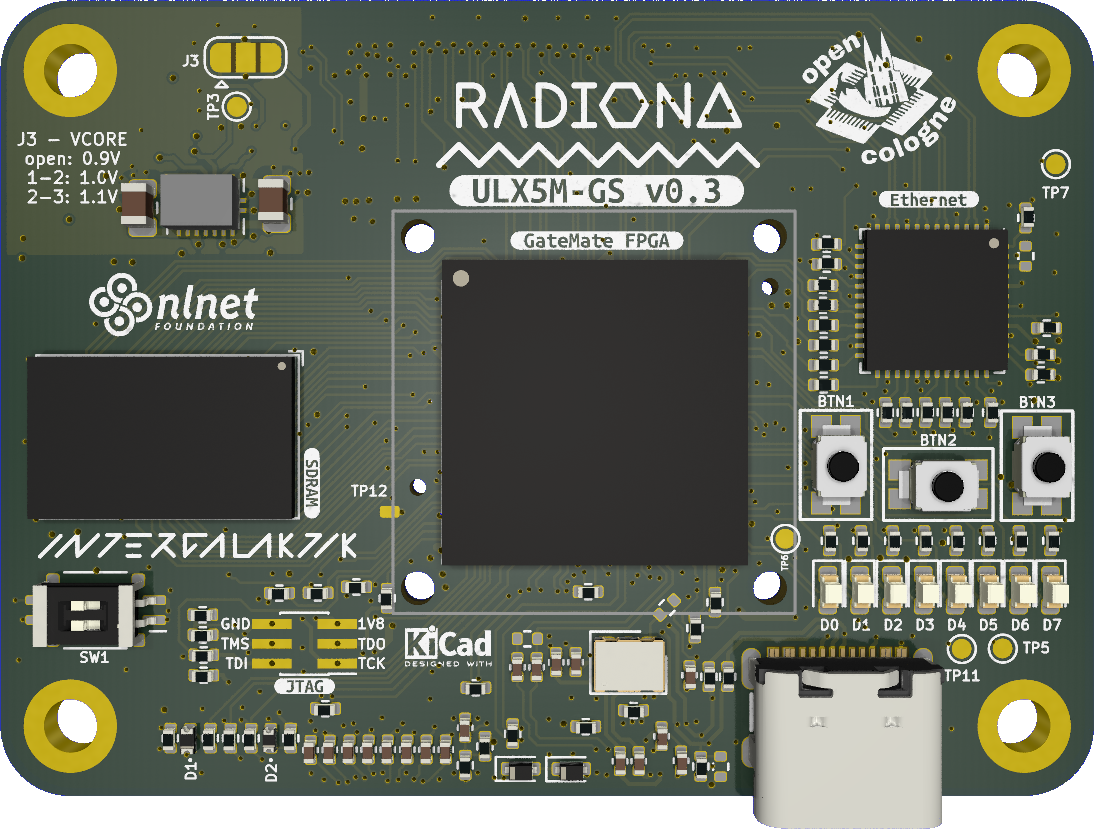 J3
TP3
J3 – VCORE
open: 0.9V
1-2: 1.0V
2-3: 1.1V
RADIONA
ULX5M-GS v0.3
GateMate FPGA
open
cologne
TP7
Ethernet
nlnet
FOUNDATION
SDRAM
TP12
INTERGALAKTIK
BTN1
BTN2
BTN3
TP6
D0 D1 D2 D3 D4 D5 D6 D7
TP11
TP5
SW1
GND 1V8
TMS TDO
TDI TCK
JTAG
KiCad
DESIGNED WITH
D1
D2